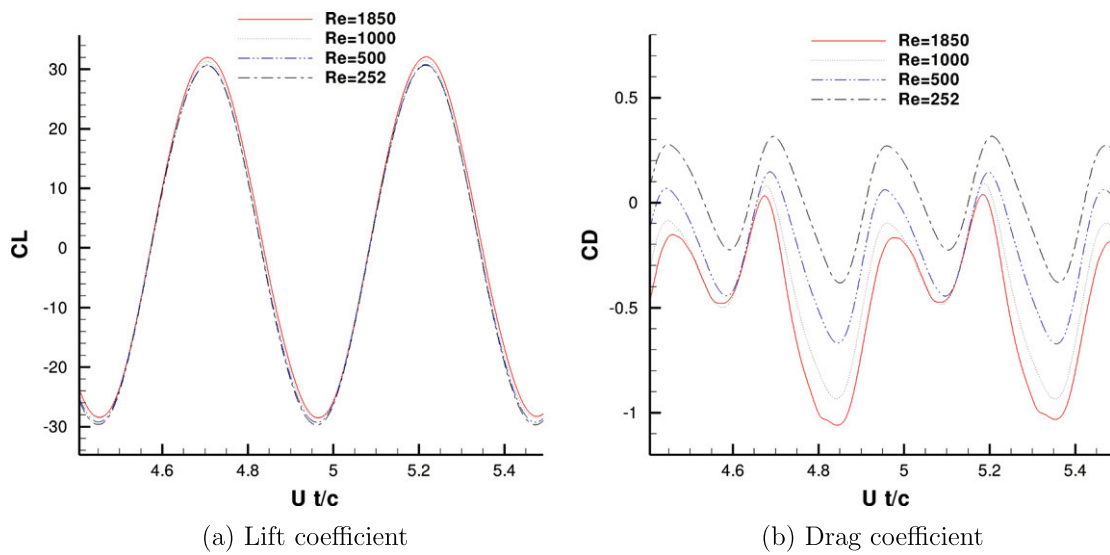 Re=1850
Re=1000
Re=500
Re=252
30
20
10
0
-10
-20
-30
CL
4.6
4.8
5
5.2
5.4
U t/c
(a) Lift coefficient
Re=1850
Re=1000
Re=500
Re=252
0.5
0
-0.5
-1
CD
4.6
4.8
5
5.2
5.4
U t/c
(b) Drag coefficient